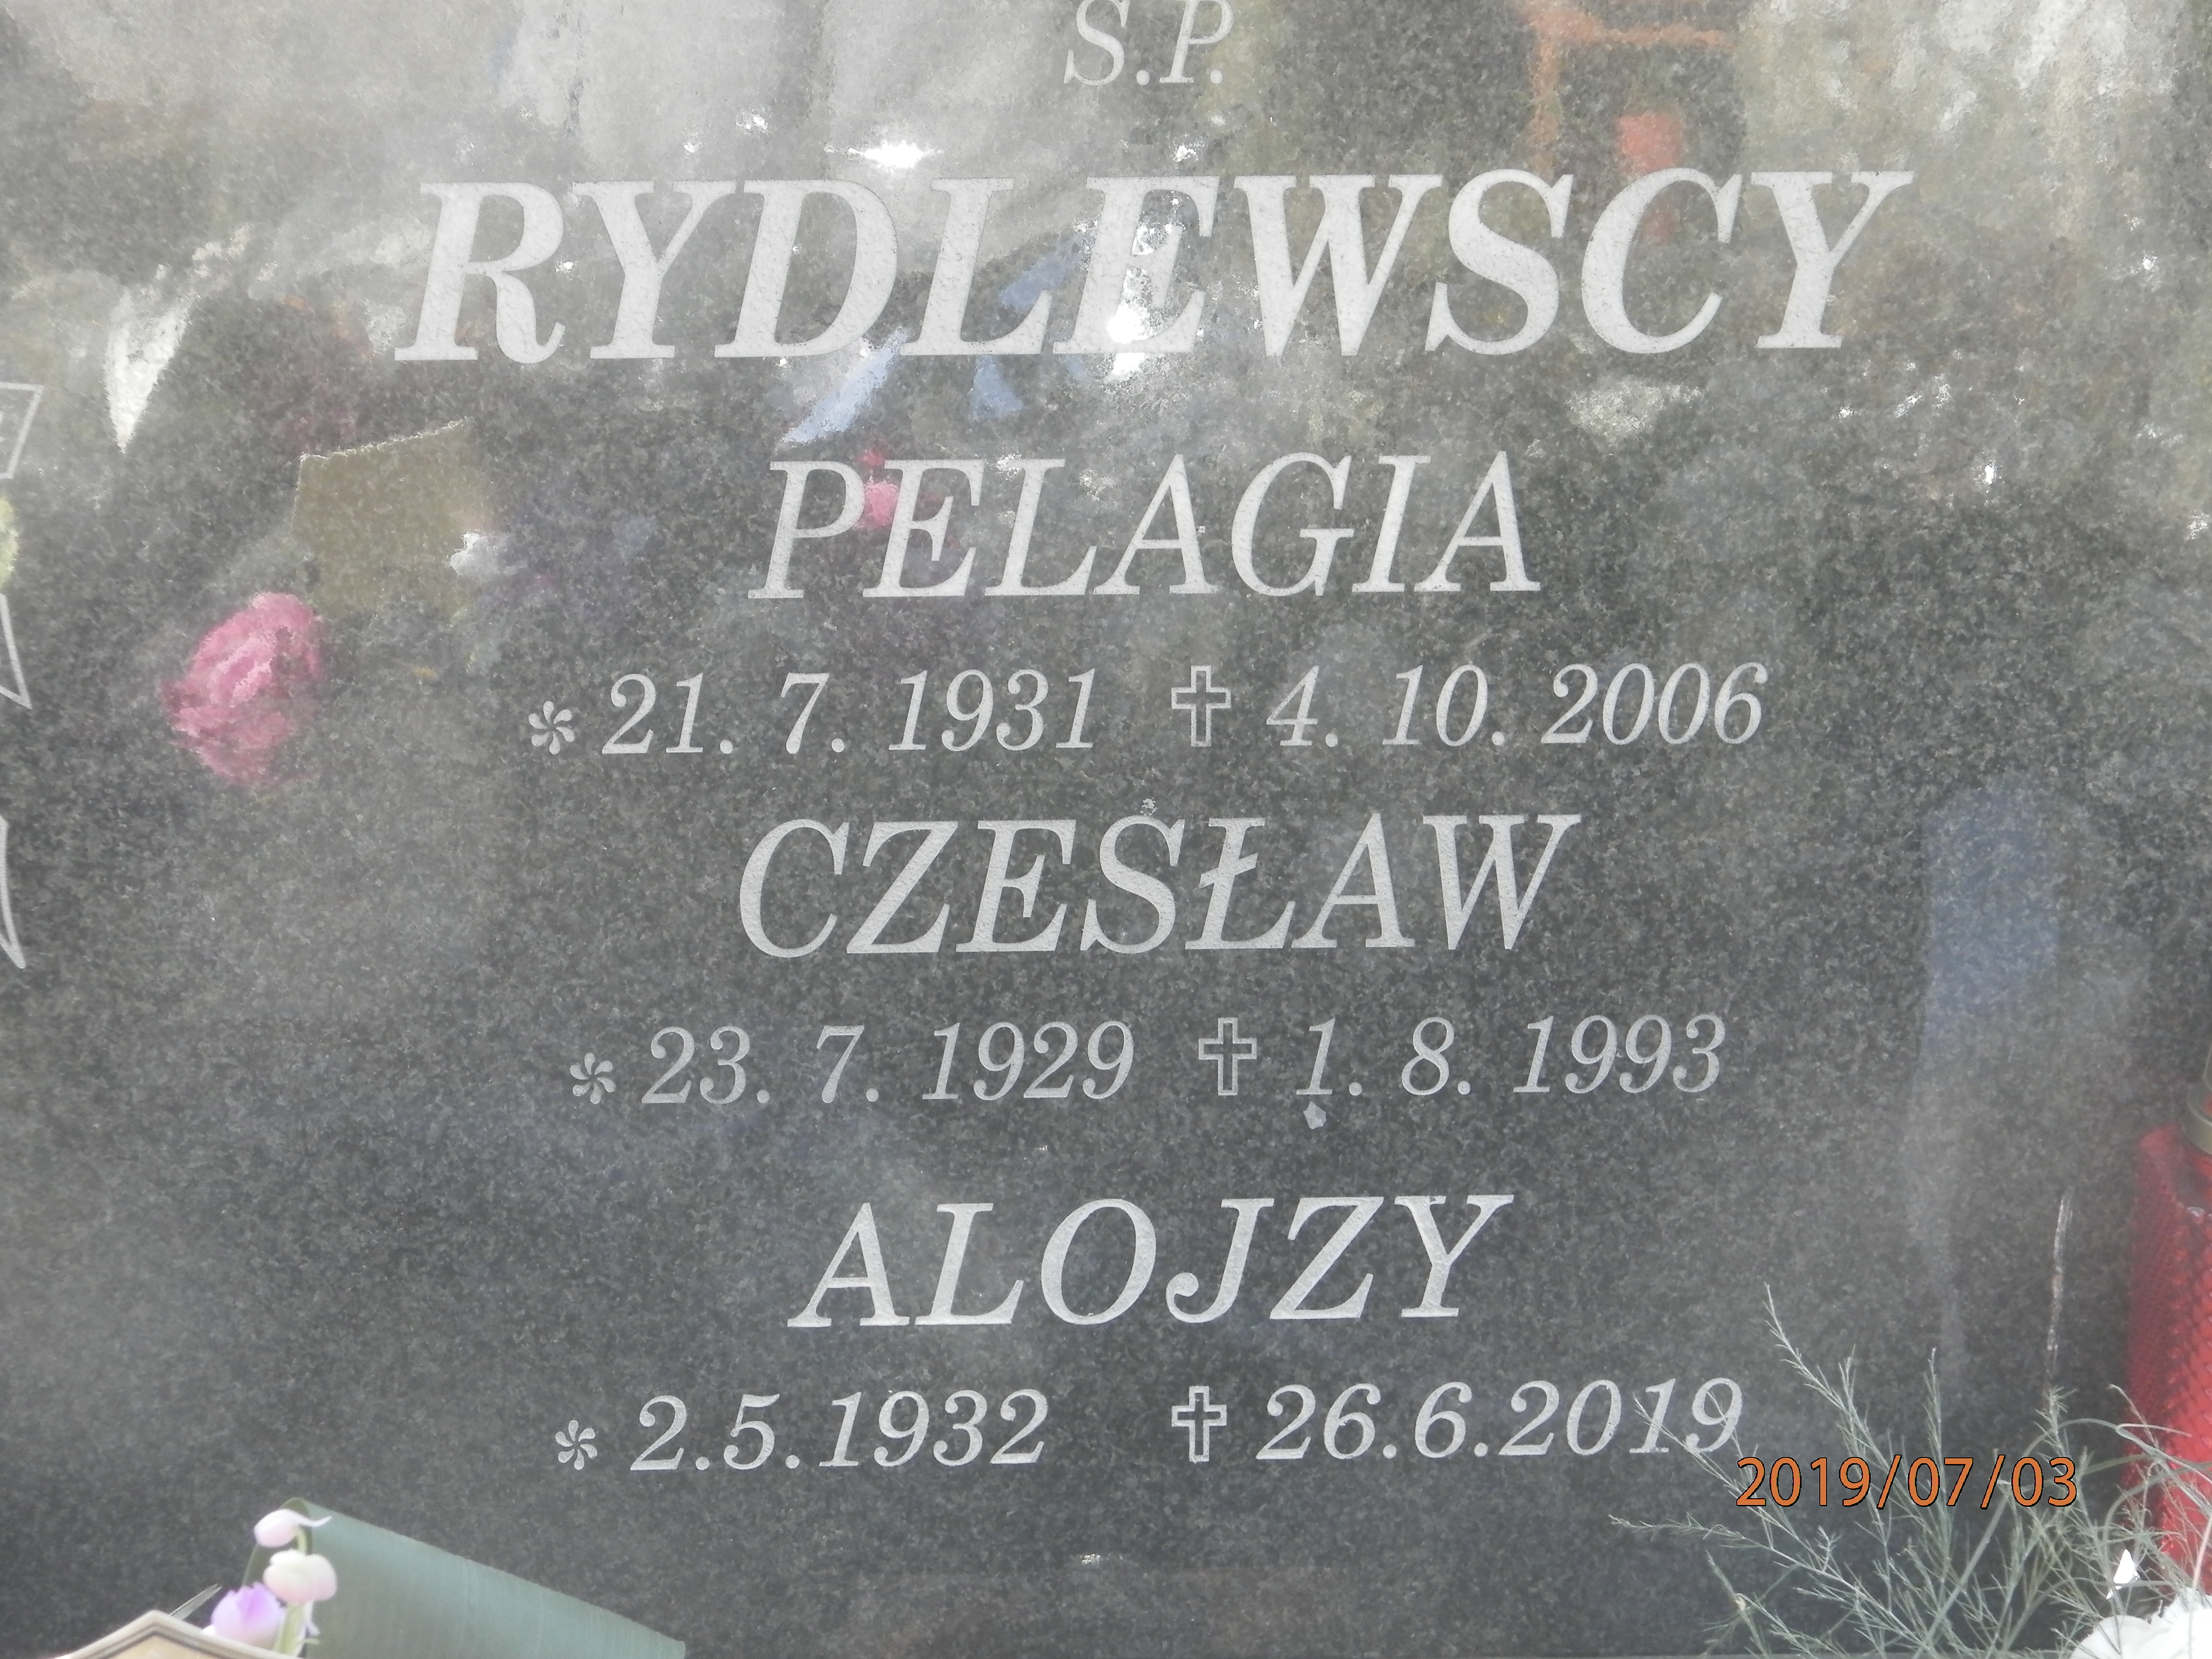 S.P.
RYDLEWSCY
PELAGIA
* 21. 7. 1931 ✝ 4. 10. 2006
CZESŁAW
* 23. 7. 1929 ✝ 1. 8. 1993
ALOJZY
* 2.5.1932 ✝ 26.6.2019
2019/07/03